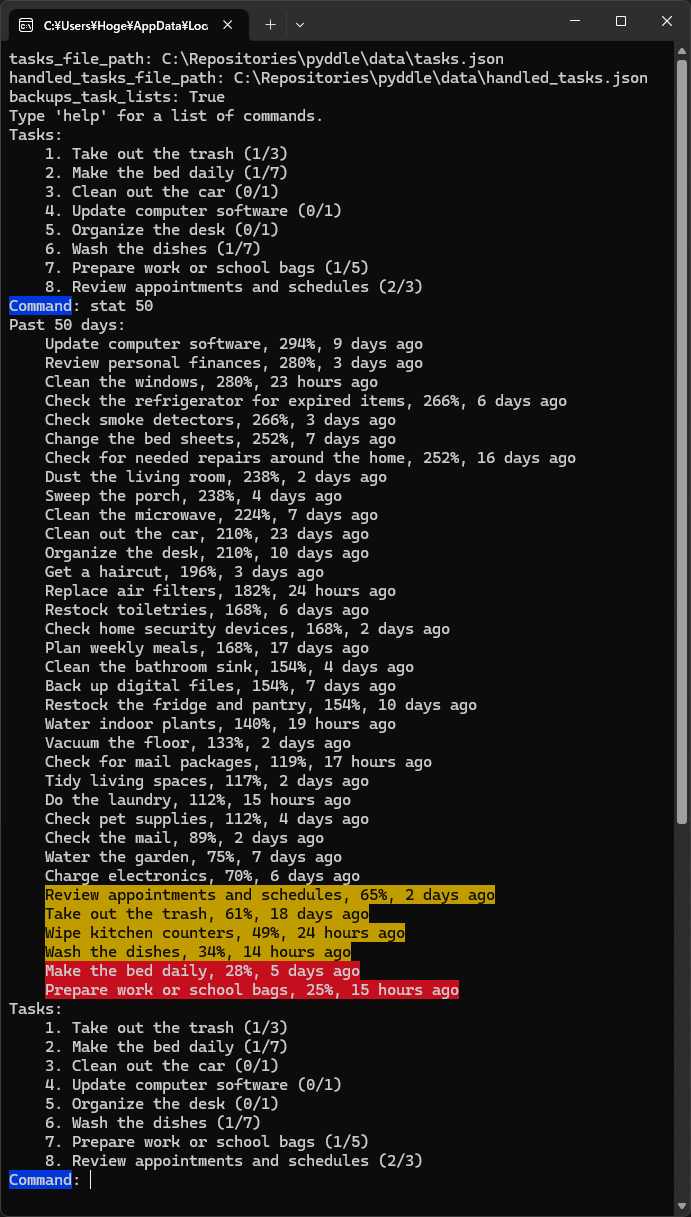 C:¥Users¥Hoge¥AppData¥Loc
tasks_file_path: C:\Repositories\pyddle\data\tasks.json
handled_tasks_file_path: C:\Repositories\pyddle\data\handled_tasks.json
backups_task_lists: True
Type 'help' for a list of commands.
Tasks:
1. Take out the trash (1/3)
2. Make the bed daily (1/7)
3. Clean out the car (0/1)
4. Update computer software (0/1)
5. Organize the desk (0/1)
6. Wash the dishes (1/7)
7. Prepare work or school bags (1/5)
8. Review appointments and schedules (2/3)
Command: stat 50
Past 50 days:
Update computer software, 294%, 9 days ago
Review personal finances, 280%, 3 days ago
Clean the windows, 280%, 23 hours ago
Check the refrigerator for expired items, 266%, 6 days ago
Check smoke detectors, 266%, 3 days ago
Change the bed sheets, 252%, 7 days ago
Check for needed repairs around the home, 252%, 16 days ago
Dust the living room, 238%, 2 days ago
Sweep the porch, 238%, 4 days ago
Clean the microwave, 224%, 7 days ago
Clean out the car, 210%, 23 days ago
Organize the desk, 210%, 10 days ago
Get a haircut, 196%, 3 days ago
Replace air filters, 182%, 24 hours ago
Restock toiletries, 168%, 6 days ago
Check home security devices, 168%, 2 days ago
Plan weekly meals, 168%, 17 days ago
Clean the bathroom sink, 154%, 4 days ago
Back up digital files, 154%, 7 days ago
Restock the fridge and pantry, 154%, 10 days ago
Water indoor plants, 140%, 19 hours ago
Vacuum the floor, 133%, 2 days ago
Check for mail packages, 119%, 17 hours ago
Tidy living spaces, 117%, 2 days ago
Do the laundry, 112%, 15 hours ago
Check pet supplies, 112%, 4 days ago
Check the mail, 89%, 2 days ago
Water the garden, 75%, 7 days ago
Charge electronics, 70%, 6 days ago
Review appointments and schedules, 65%, 2 days ago
Take out the trash, 61%, 18 days ago
Wipe kitchen counters, 49%, 24 hours ago
Wash the dishes, 34%, 14 hours ago
Make the bed daily, 28%, 5 days ago
Prepare work or school bags, 25%, 15 hours ago
Tasks:
1. Take out the trash (1/3)
2. Make the bed daily (1/7)
3. Clean out the car (0/1)
4. Update computer software (0/1)
5. Organize the desk (0/1)
6. Wash the dishes (1/7)
7. Prepare work or school bags (1/5)
8. Review appointments and schedules (2/3)
Command: